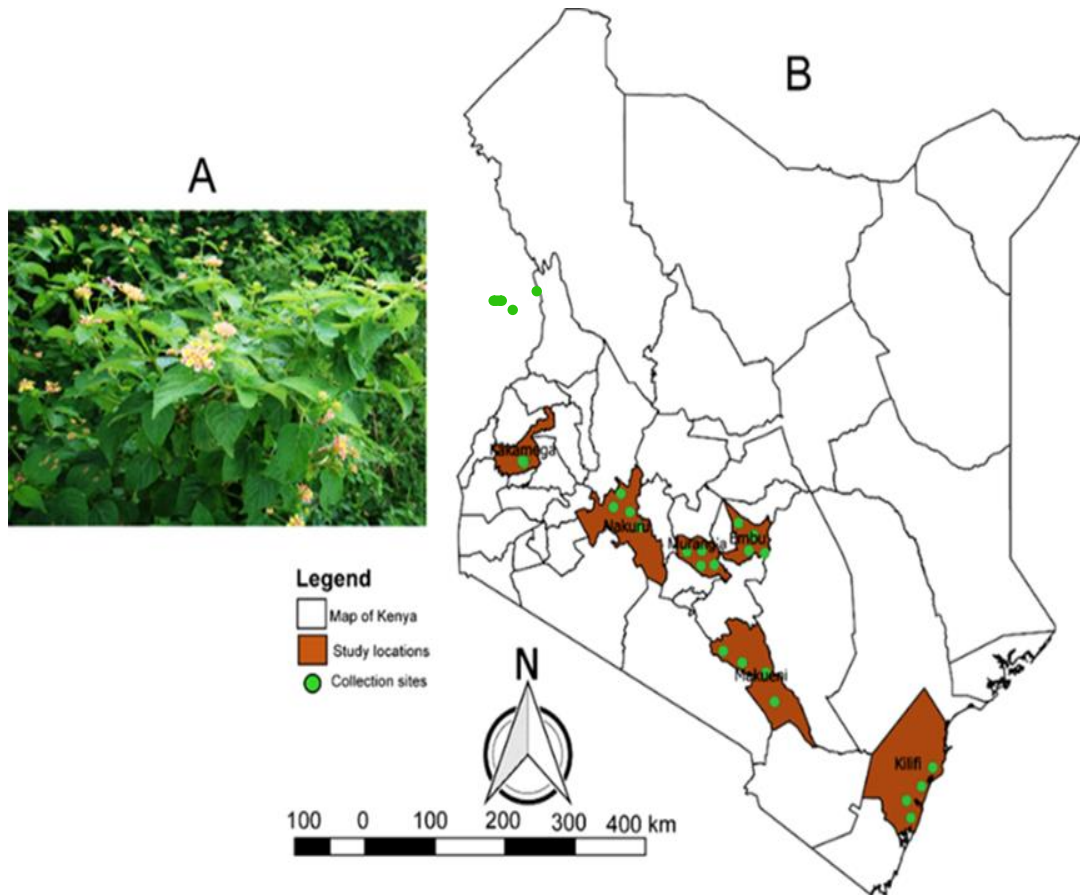 A
B
Kakamega
Nakuru
Murang'a
Embu
Makueni
Kilifi
Legend
Map of Kenya
Study locations
Collection sites
N
100 0 100 200 300 400 km